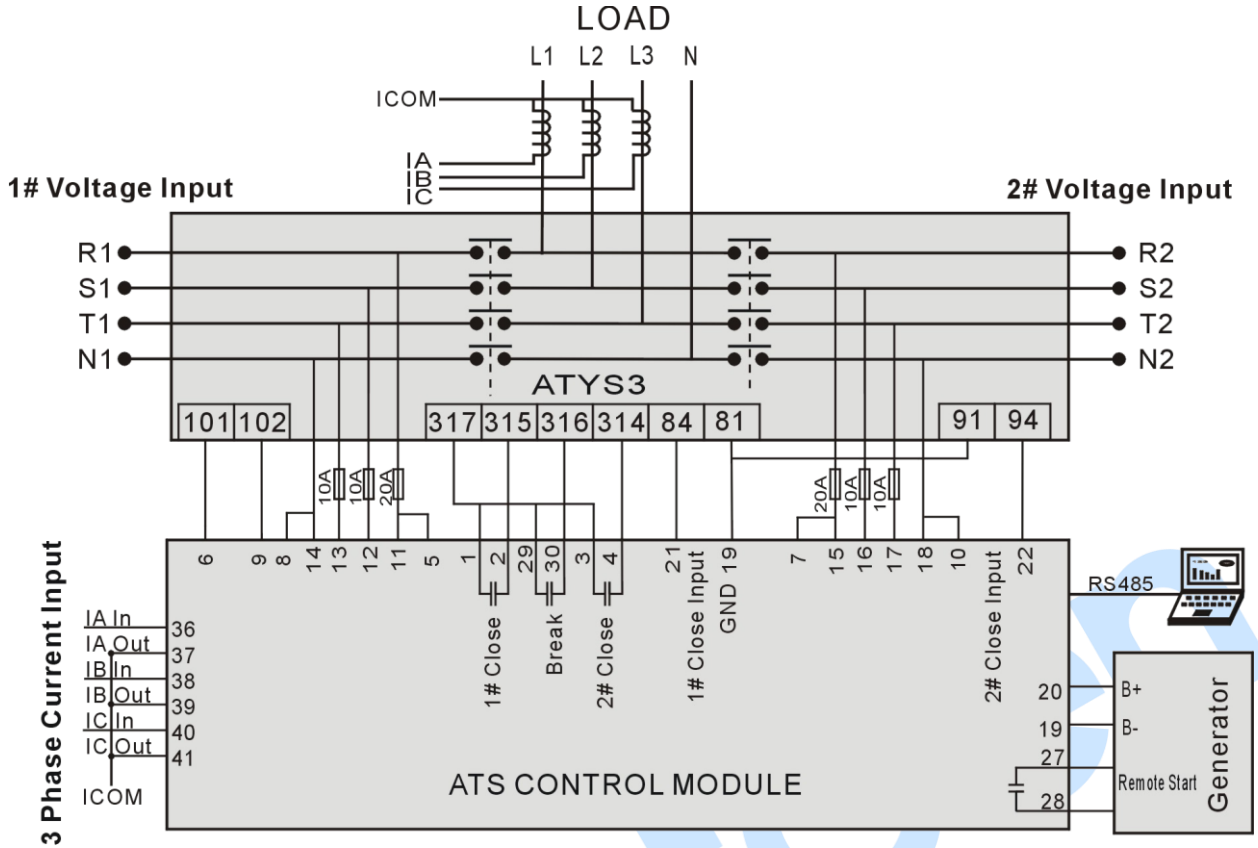 LOAD
L1 L2 L3 N
ICOM
IA
IB
IC
1# Voltage Input
2# Voltage Input
R1
R2
S1
S2
T1
T2
N1
N2
ATYS3
101 102 317 315 316 314 84 81 91 94
10A 10A 20A 20A 10A 10A
6 9 8 14 13 12 11 5 1 2 29 30 3 4 21 19 7 15 16 17 18 10 22
1# Close
Break
2# Close
1# Close Input
GND
2# Close Input
RS485
3 Phase Current Input
IA In 36
IA Out 37
IB In 38
IB Out 39
IC In 40
IC Out 41
ICOM
ATS CONTROL MODULE
20 B+
19 B-
27
Remote Start
28
Generator